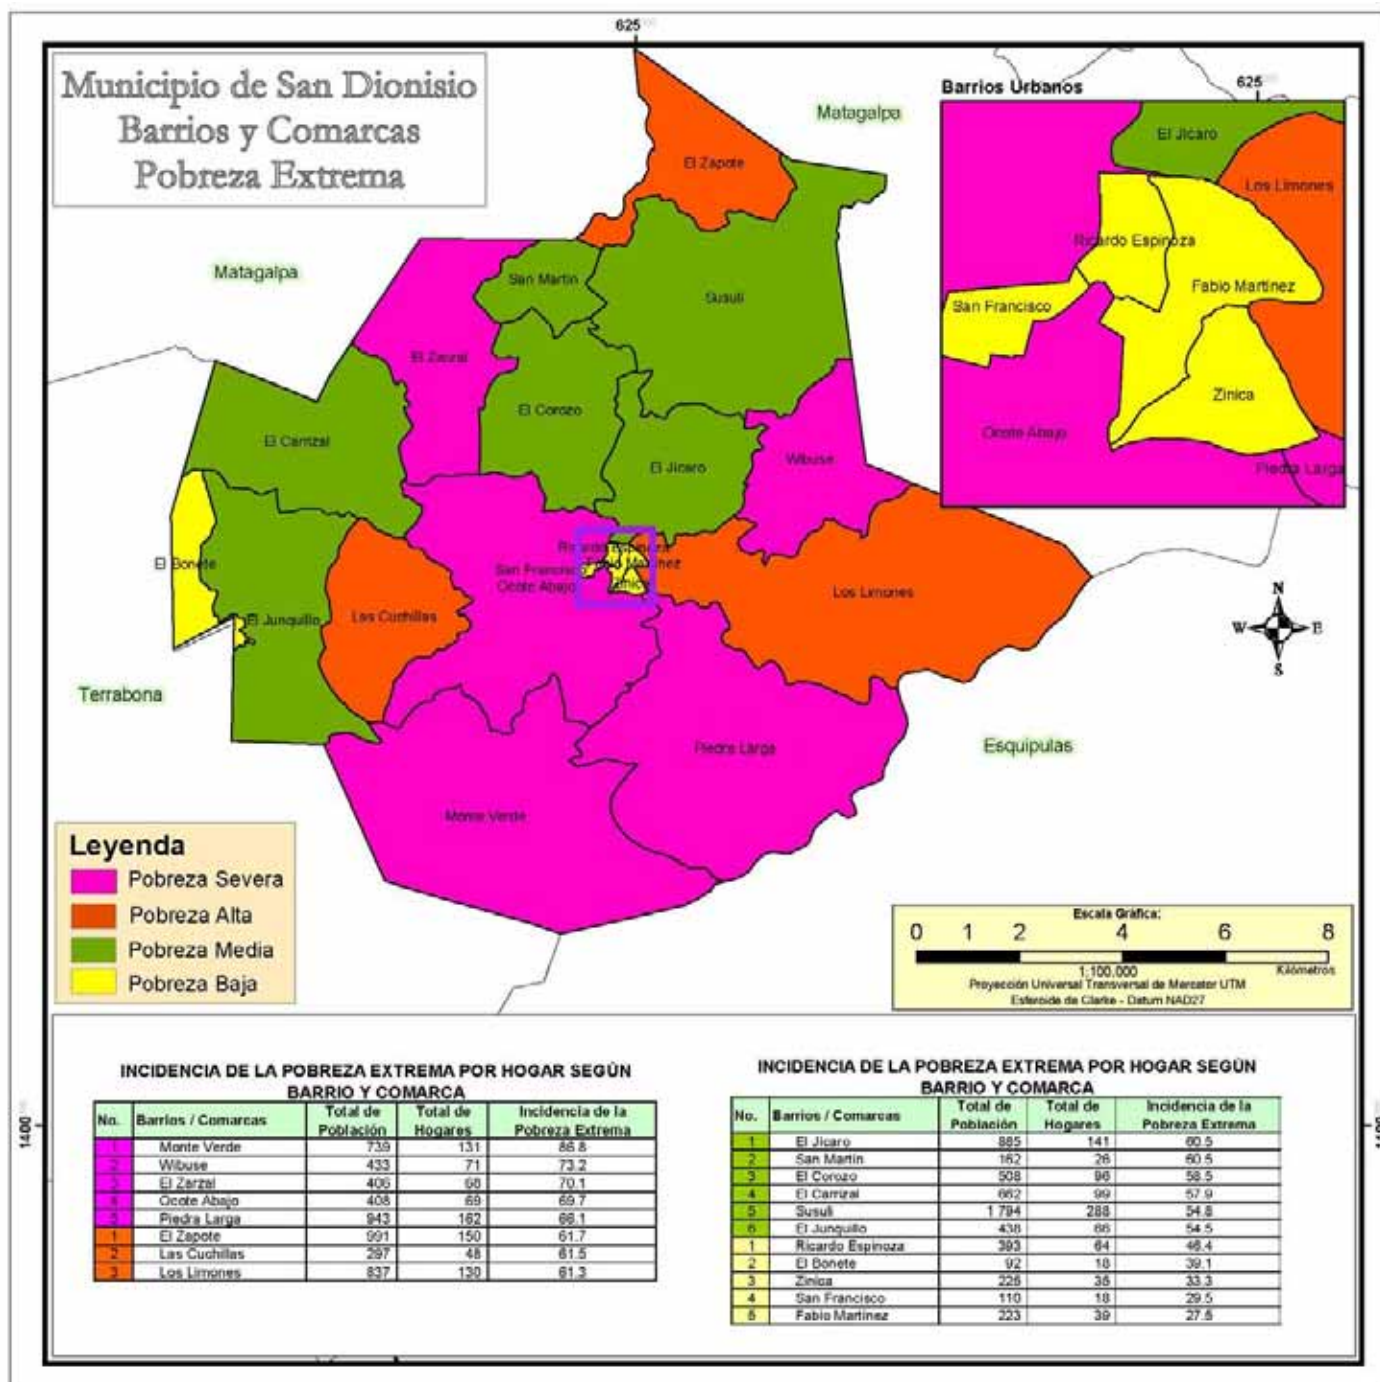 625
Municipio de San Dionisio
Barrios y Comarcas
Pobreza Extrema
Matagalpa
Barrios Urbanos
625
El Jicaro
Los Limones
Ricardo Espinoza
Fabio Martinez
San Francisco
Zinica
Ocote Abajo
Piedra Larga
El Zapote
Matagalpa
San Martin
Susuli
El Zarzal
El Corozo
El Carrizal
El Jicaro
Wibuse
El Bonete
Ricardo Espinoza
San Francisco
Fabio Martinez
Ocote Abajo
Zinica
Los Limones
El Junquillo
Las Cuchillas
N
W E
S
Terrabona
Piedra Larga
Esquipulas
Monte Verde
Leyenda
Pobreza Severa
Pobreza Alta
Pobreza Media
Pobreza Baja
Escala Gráfica:
0 1 2 4 6 8
1:100,000
Kilómetros
Proyección Universal Transversal de Mercator UTM
Esferoide de Clarke - Datum NAD27
1400
INCIDENCIA DE LA POBREZA EXTREMA POR HOGAR SEGÚN
BARRIO Y COMARCA
No. Barrios / Comarcas Total de Población Total de Hogares Incidencia de la Pobreza Extrema
1 Monte Verde 739 131 86.8
2 Wibuse 433 71 73.2
3 El Zarzal 406 68 70.1
4 Ocote Abajo 408 69 69.7
5 Piedra Larga 943 162 66.1
1 El Zapote 991 150 61.7
2 Las Cuchillas 297 48 61.5
3 Los Limones 837 130 61.3
INCIDENCIA DE LA POBREZA EXTREMA POR HOGAR SEGÚN
BARRIO Y COMARCA
No. Barrios / Comarcas Total de Población Total de Hogares Incidencia de la Pobreza Extrema
1 El Jicaro 885 141 60.5
2 San Martin 162 26 60.5
3 El Corozo 508 96 58.5
4 El Carrizal 662 99 57.9
5 Susuli 1 794 288 54.8
6 El Junquillo 438 66 54.5
1 Ricardo Espinoza 393 64 46.4
2 El Bonete 92 18 39.1
3 Zinica 225 35 33.3
4 San Francisco 110 18 29.5
5 Fabio Martinez 223 39 27.5